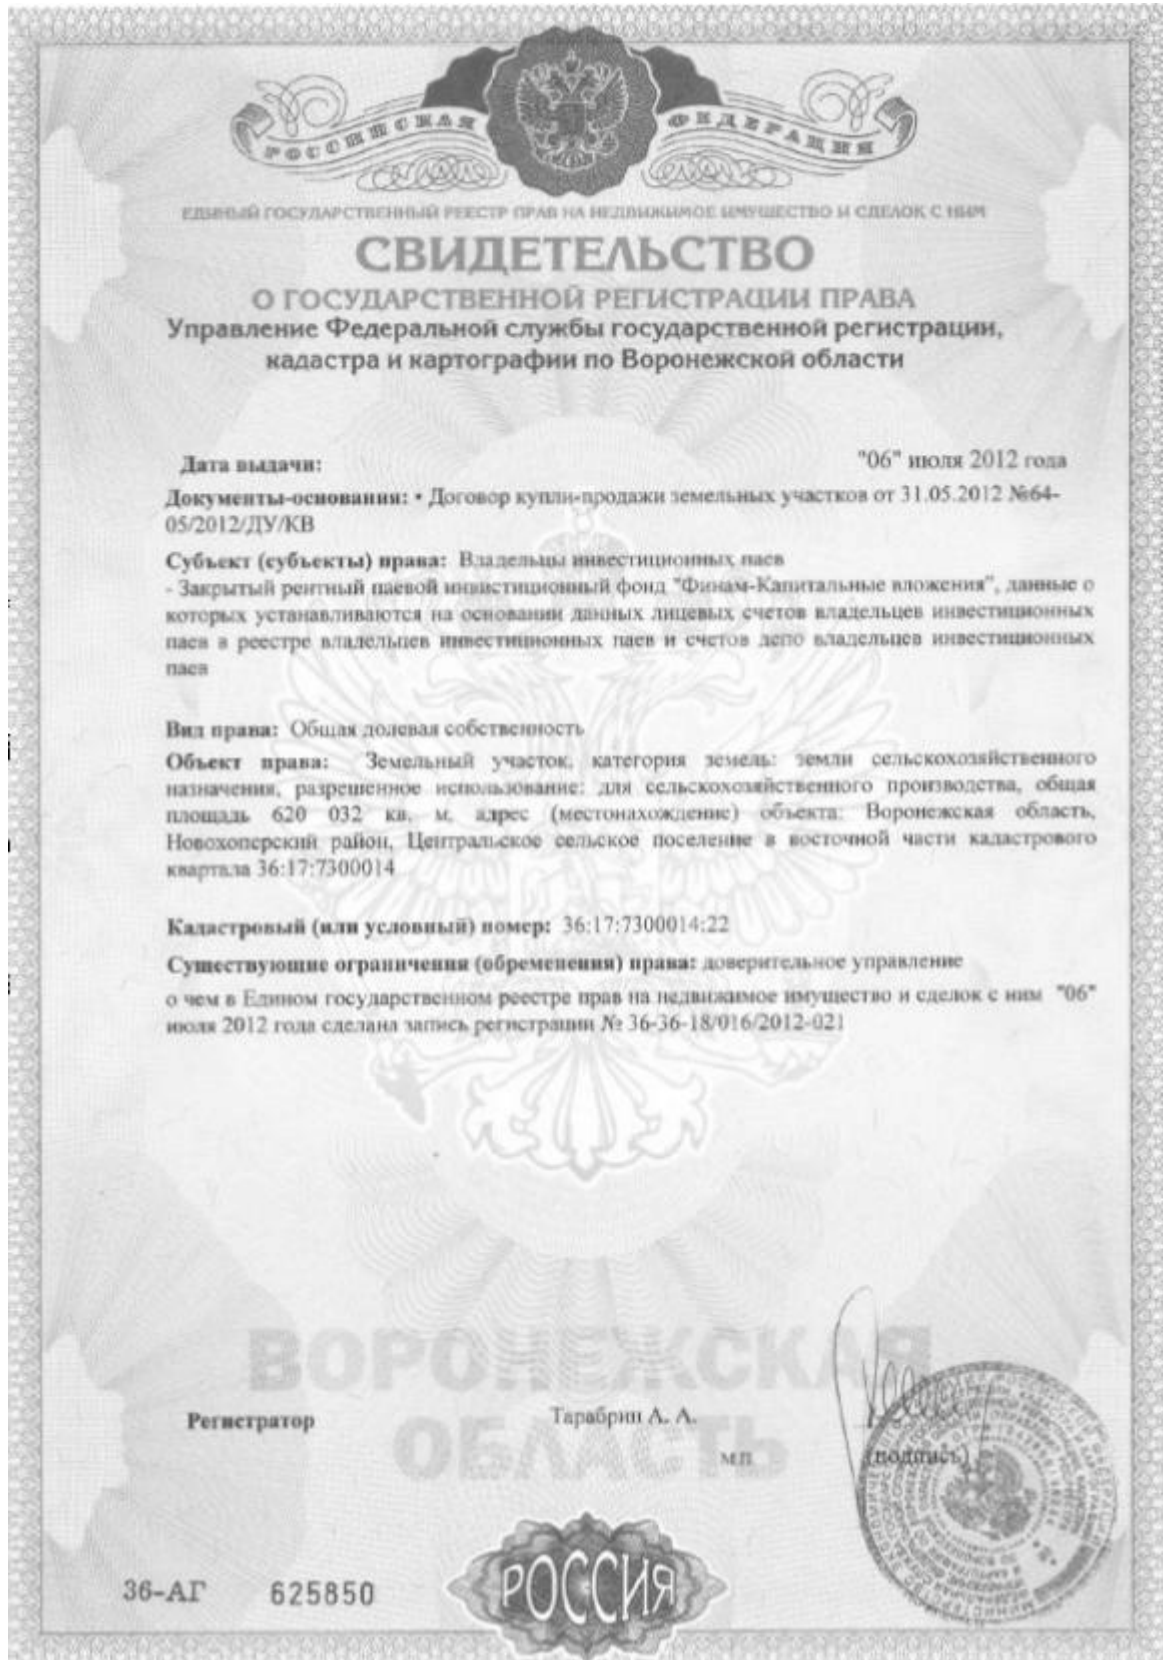 РОССИЙСКАЯ ФЕДЕРАЦИЯ
ЕДИНЫЙ ГОСУДАРСТВЕННЫЙ РЕЕСТР ПРАВ НА НЕДВИЖИМОЕ ИМУЩЕСТВО И СДЕЛОК С НИМ
СВИДЕТЕЛЬСТВО
О ГОСУДАРСТВЕННОЙ РЕГИСТРАЦИИ ПРАВА
Управление Федеральной службы государственной регистрации,
кадастра и картографии по Воронежской области
Дата выдачи: "06" июля 2012 года
Документы-основания: • Договор купли-продажи земельных участков от 31.05.2012 №64-
05/2012/ДУ/КВ
Субъект (субъекты) права: Владельцы инвестиционных паев
- Закрытый рентный паевой инвистиционный фонд "Финам-Капитальные вложения", данные о
которых устанавливаются на основании данных лицевых счетов владельцев инвестиционных
паев в реестре владельцев инвестиционных паев и счетов депо владельцев инвестиционных
паев
Вид права: Общая долевая собственность
Объект права: Земельный участок, категория земель: земли сельскохозяйственного
назначения, разрешенное использование: для сельскохозяйственного производства, общая
площадь 620 032 кв. м, адрес (местонахождение) объекта: Воронежская область,
Новохоперский район, Центральское сельское поселение в восточной части кадастрового
квартала 36:17:7300014
Кадастровый (или условный) номер: 36:17:7300014:22
Существующие ограничения (обременения) права: доверительное управление
о чем в Едином государственном реестре прав на недвижимое имущество и сделок с ним "06"
июля 2012 года сделана запись регистрации № 36-36-18/016/2012-021
ВОРОНЕЖСКАЯ
ОБЛАСТЬ
Регистратор Тарабрин А. А.
м.п. (подпись)
36-АГ 625850
РОССИЯ